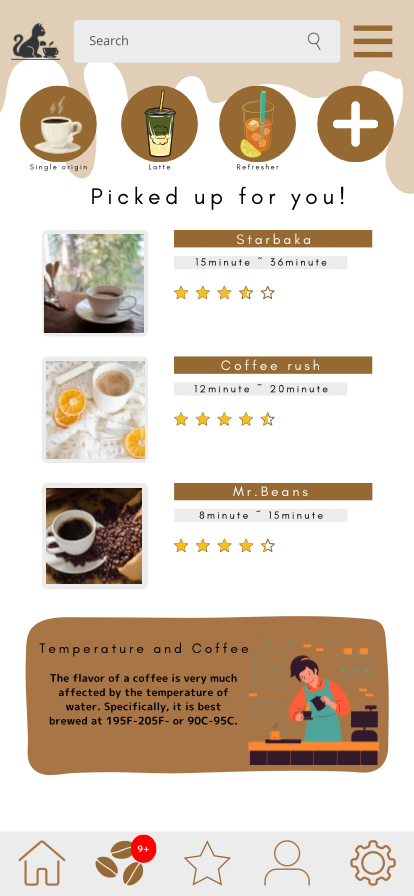 Search
Single origin
Latte
Refresher
Picked up for you!
Starbaka
15minute ~ 36minute
Coffee rush
12minute ~ 20minute
Mr.Beans
8minute ~ 15minute
Temperature and Coffee
The flavor of a coffee is very much
affected by the temperature of
water. Specifically, it is best
brewed at 195F-205F- or 90C-95C.
9+